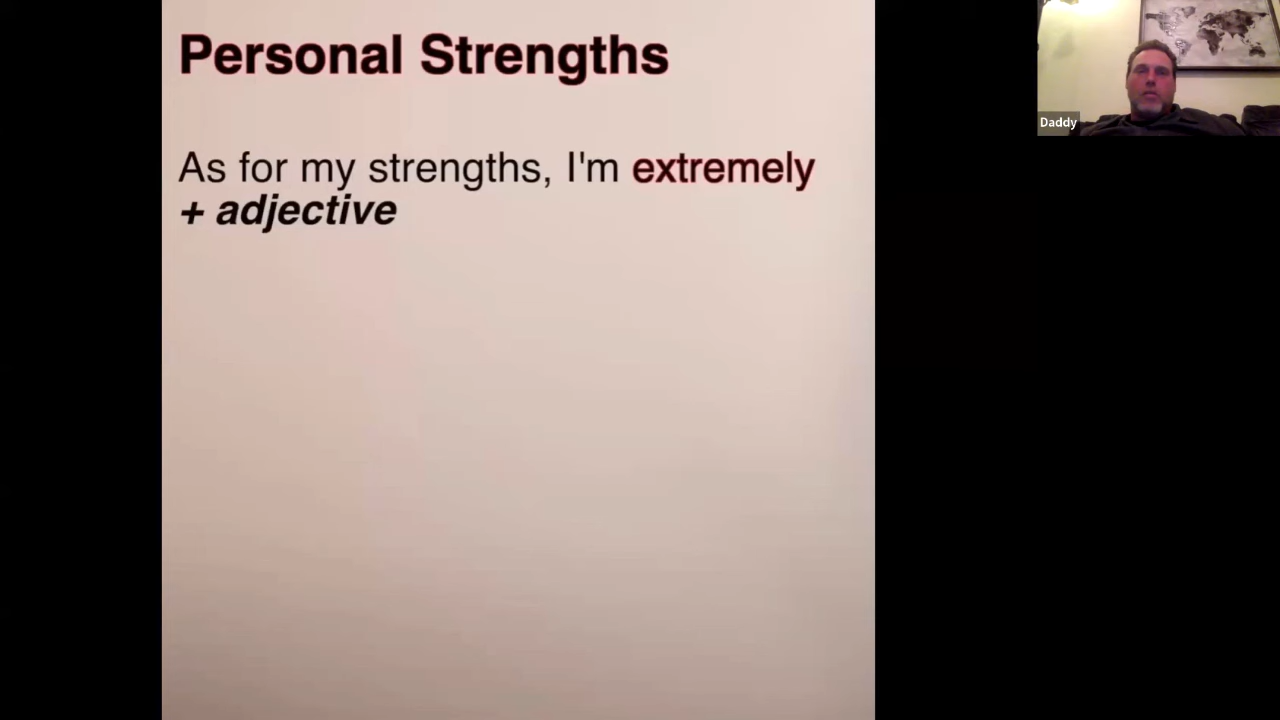 Personal Strengths
As for my strengths, I'm extremely
+ adjective
Daddy